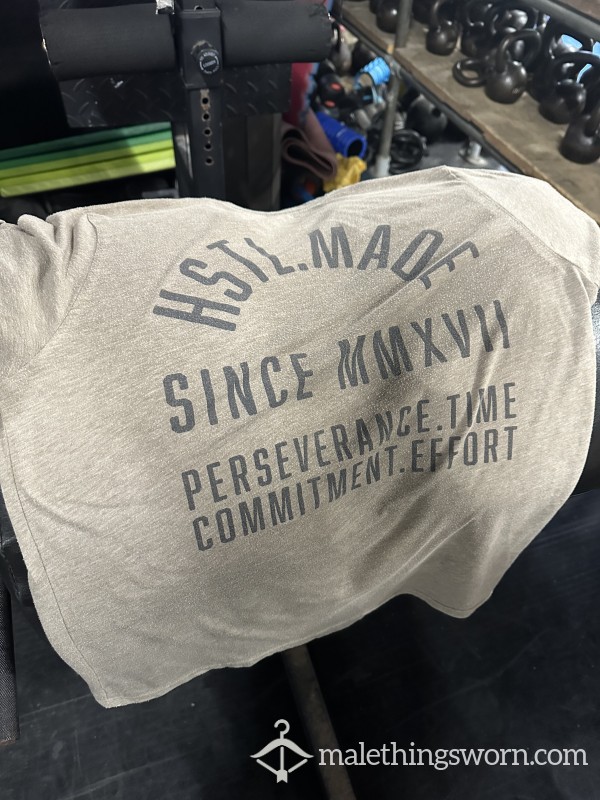 HSTL.MADE
SINCE MMXVII
PERSEVERANCE.TIME
COMMITMENT.EFFORT
malethingsworn.com